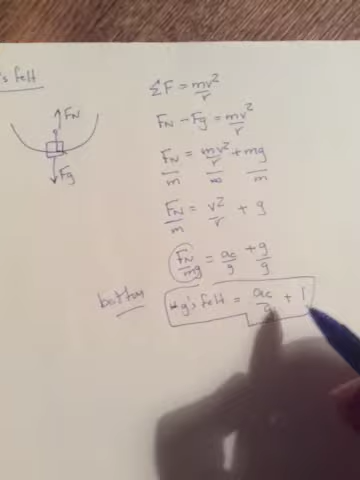 's felt
FN
Fg
ΣF = mv²/r
FN - Fg = mv²/r
FN/m = mv²/r/m + mg/m
FN/m = v²/r + g
FN/mg = ac/g + g/g
bottom
#g's felt = ac/g + 1